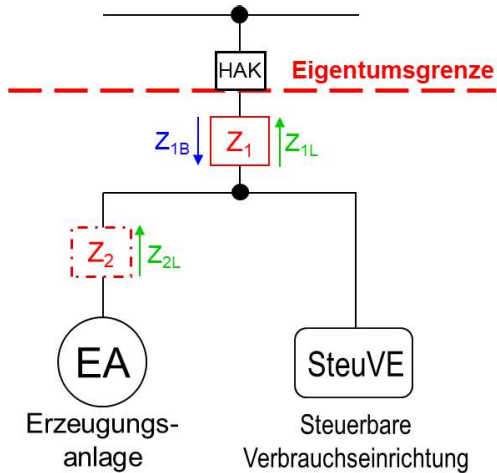 HAK
Eigentumsgrenze
Z1B
Z1
Z1L
Z2
Z2L
EA
SteuVE
Erzeugungs-
anlage
Steuerbare
Verbrauchseinrichtung